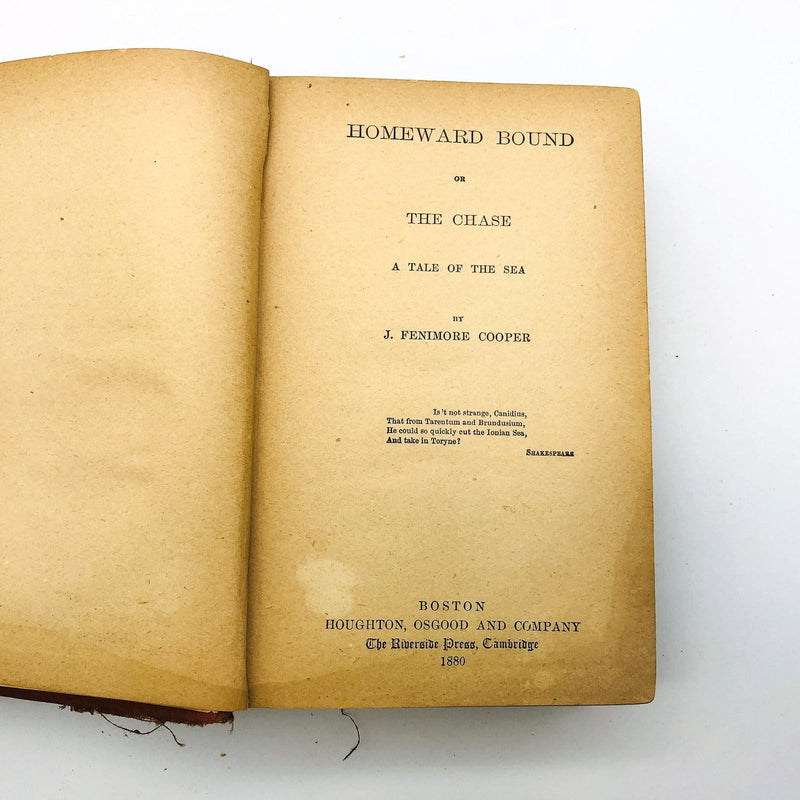 HOMEWARD BOUND
OR
THE CHASE
A TALE OF THE SEA
BY
J. FENIMORE COOPER
Is't not strange, Canidius,
That from Tarentum and Brundusium,
He could so quickly cut the Ionian Sea,
And take in Toryne?
SHAKESPEARE
BOSTON
HOUGHTON, OSGOOD AND COMPANY
The Riverside Press, Cambridge
1880